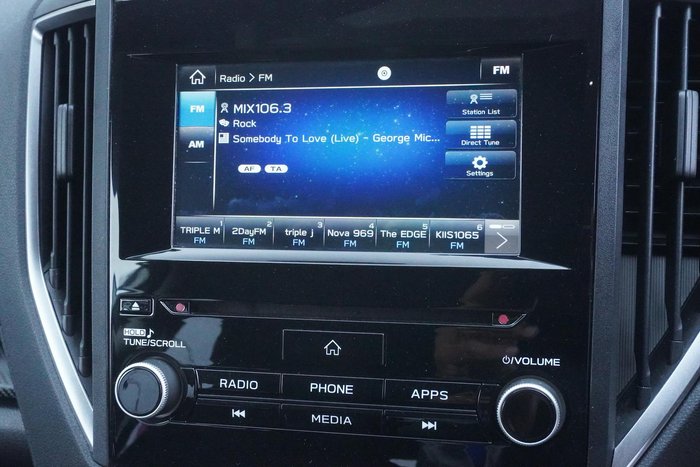 Radio > FM
FM
FM
MIX106.3
Station List
Rock
AM
Somebody To Love (Live) - George Mic...
Direct Tune
AF TA
Settings
1 2 3 4 5 6
TRIPLE M 2DayFM triple j Nova 969 The EDGE KIIS1065
FM FM FM FM FM FM
HOLD
TUNE/SCROLL
/VOLUME
RADIO PHONE APPS
MEDIA